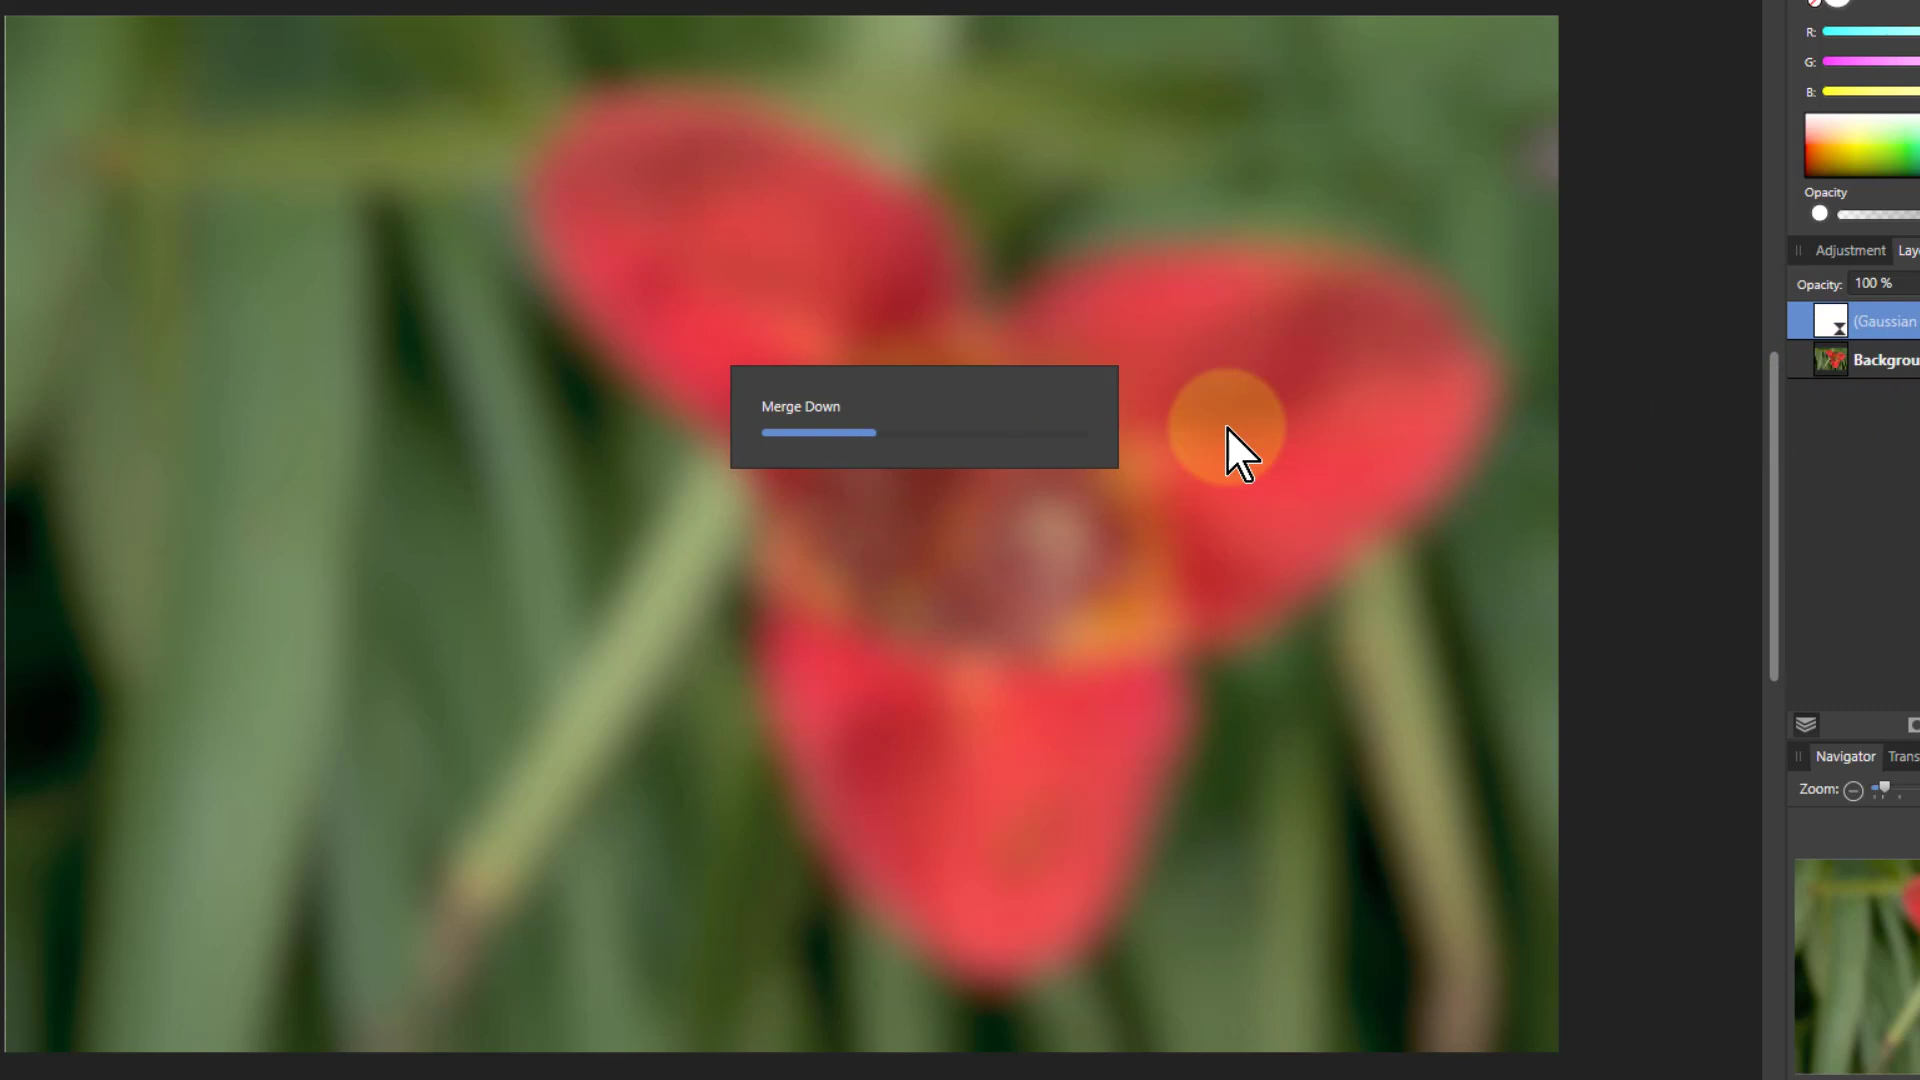 R:
G:
B:
Opacity
Adjustment
Opacity: 100 %
(Gaussian
Merge Down
Navigator
Zoom: